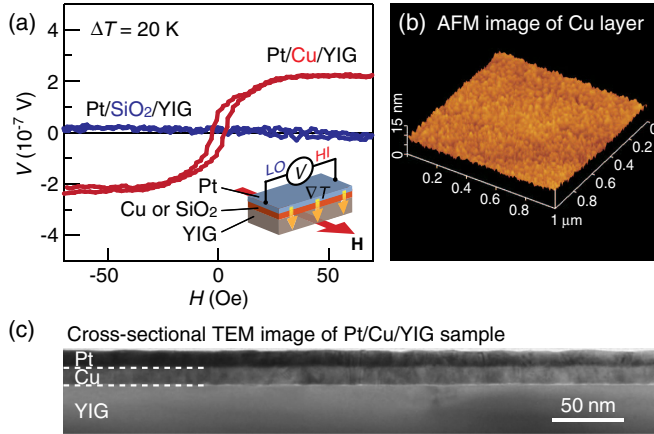 (a)
ΔT = 20 K
Pt/Cu/YIG
Pt/SiO₂/YIG
V (10⁻⁷ V)
4
2
0
-2
-4
-50
0
50
H (Oe)
LO
V
HI
Pt
∇T
Cu or SiO₂
YIG
H
(b) AFM image of Cu layer
15 nm
0
0.2
0.4
0.6
0.8
1 μm
0.8
0.6
0.4
0.2
0
(c) Cross-sectional TEM image of Pt/Cu/YIG sample
Pt
Cu
YIG
50 nm